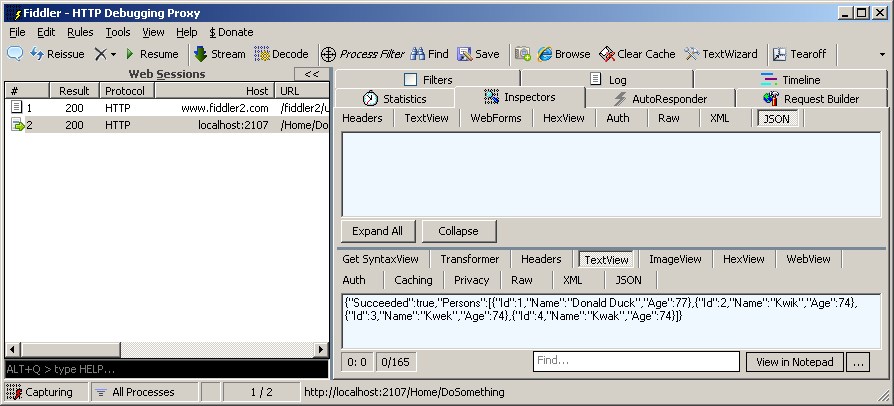 Fiddler - HTTP Debugging Proxy
File Edit Rules Tools View Help $ Donate
Reissue Resume Stream Decode Process Filter Find Save Browse Clear Cache TextWizard Tearoff
Web Sessions <<
# Result Protocol Host URL
1 200 HTTP www.fiddler2.com /fiddler2/u
2 200 HTTP localhost:2107 /Home/Do
Filters Log Timeline
Statistics Inspectors AutoResponder Request Builder
Headers TextView WebForms HexView Auth Raw XML JSON
Expand All Collapse
Get SyntaxView Transformer Headers TextView ImageView HexView WebView
Auth Caching Privacy Raw XML JSON
{"Succeeded":true,"Persons":[{"Id":1,"Name":"Donald Duck","Age":77},{"Id":2,"Name":"Kwik","Age":74},
{"Id":3,"Name":"Kwek","Age":74},{"Id":4,"Name":"Kwak","Age":74}]}
0: 0 0/165 Find... View in Notepad ...
ALT+Q > type HELP...
Capturing All Processes 1 / 2 http://localhost:2107/Home/DoSomething